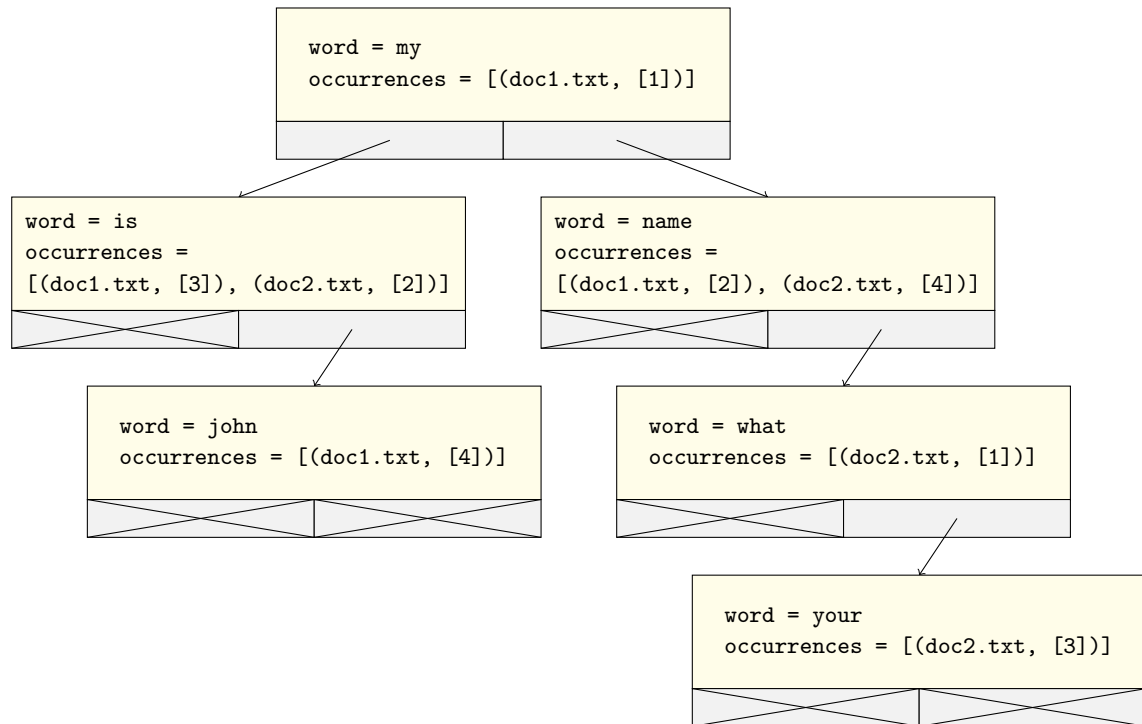 word = my
occurrences = [(doc1.txt, [1])]
word = is
occurrences =
[(doc1.txt, [3]), (doc2.txt, [2])]
word = name
occurrences =
[(doc1.txt, [2]), (doc2.txt, [4])]
word = john
occurrences = [(doc1.txt, [4])]
word = what
occurrences = [(doc2.txt, [1])]
word = your
occurrences = [(doc2.txt, [3])]